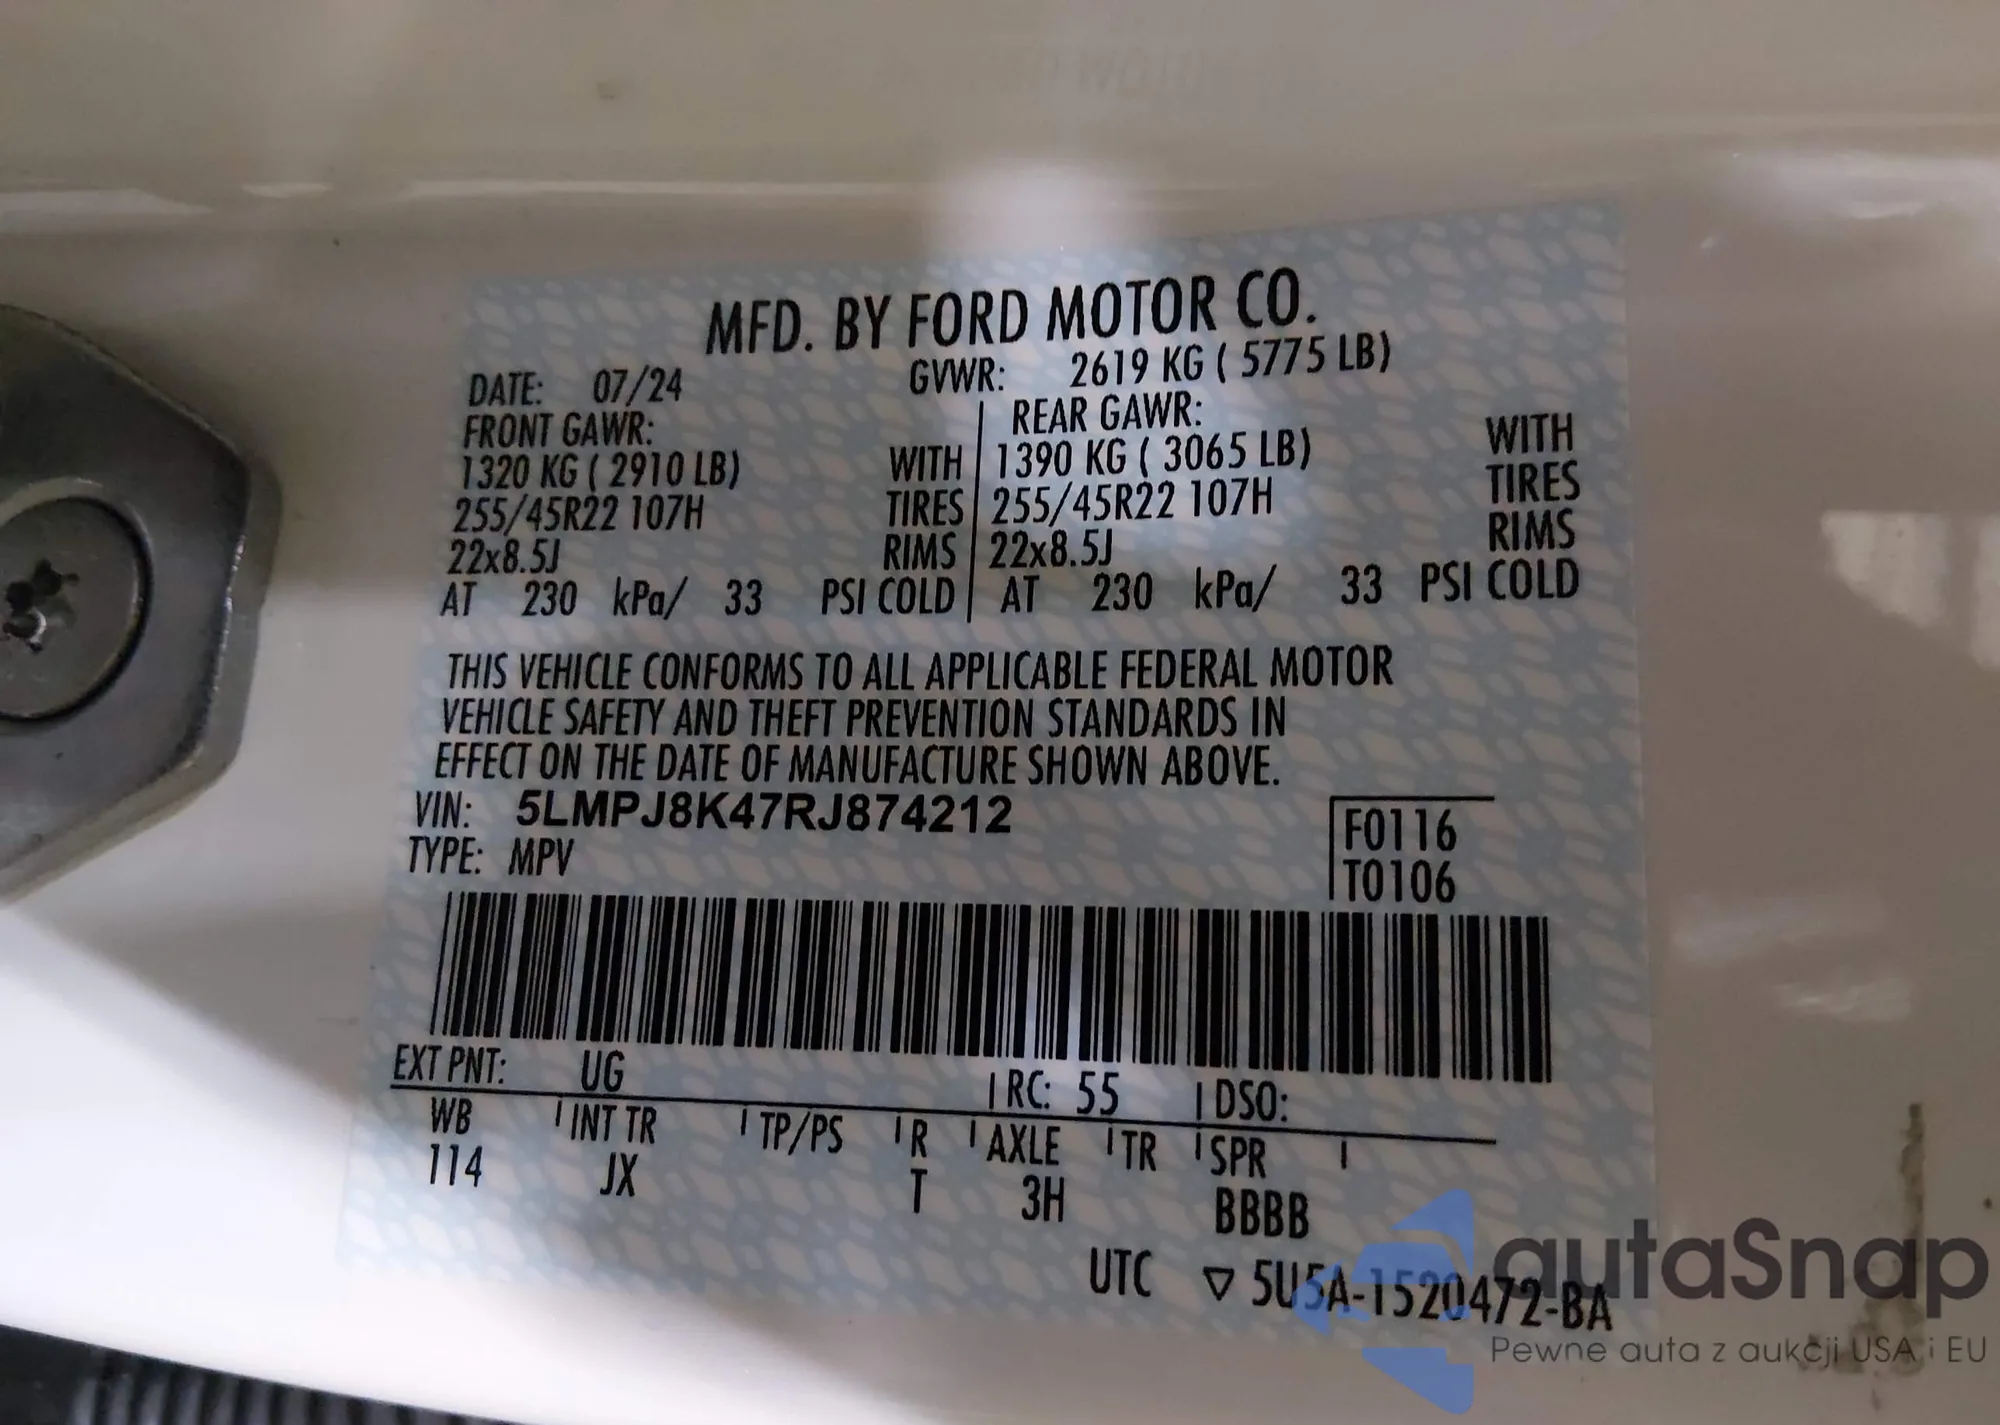 MFD. BY FORD MOTOR CO.
DATE: 07/24 GVWR: 2619 KG ( 5775 LB)
FRONT GAWR: REAR GAWR:
1320 KG ( 2910 LB) WITH 1390 KG ( 3065 LB) WITH
255/45R22 107H TIRES 255/45R22 107H TIRES
22x8.5J RIMS 22x8.5J RIMS
AT 230 kPa/ 33 PSI COLD AT 230 kPa/ 33 PSI COLD
THIS VEHICLE CONFORMS TO ALL APPLICABLE FEDERAL MOTOR
VEHICLE SAFETY AND THEFT PREVENTION STANDARDS IN
EFFECT ON THE DATE OF MANUFACTURE SHOWN ABOVE.
VIN: 5LMPJ8K47RJ874212 F0116
TYPE: MPV T0106
EXT PNT: UG RC: 55 DSO:
WB INT TR TP/PS R AXLE TR SPR
114 JX T 3H BBBB
UTC ▽ 5U5A-1520472-BA
autaSnap
Pewne auta z aukcji USA i EU